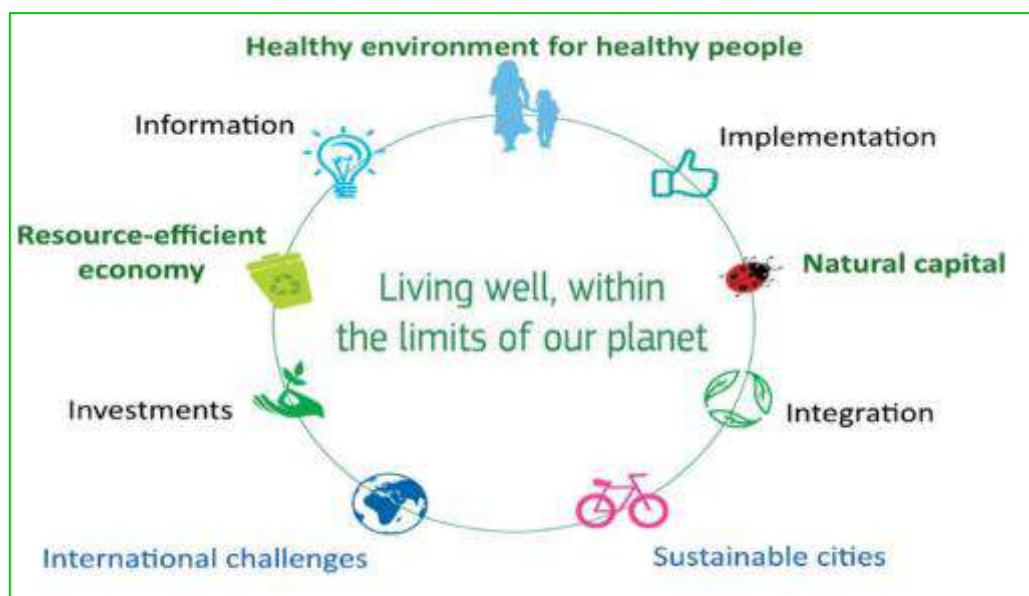 Healthy environment for healthy people
Information
Implementation
Resource-efficient
economy
Natural capital
Living well, within
the limits of our planet
Investments
Integration
International challenges
Sustainable cities